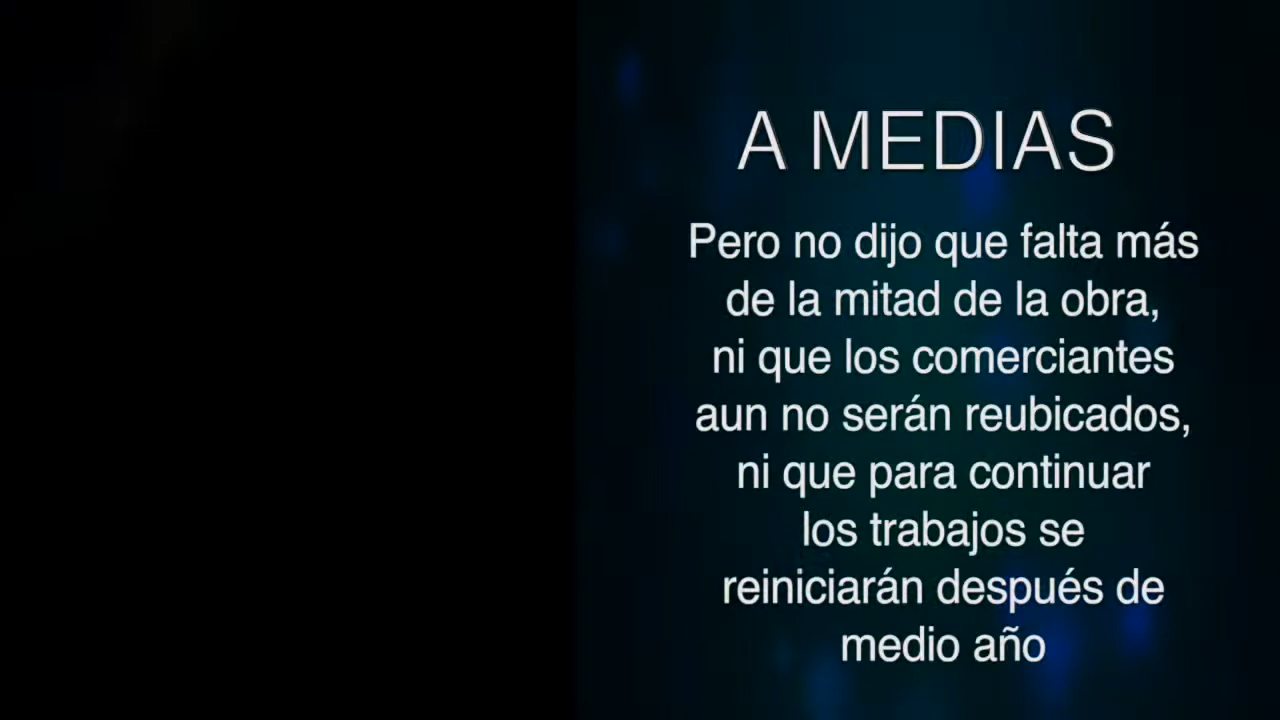 A MEDIAS
Pero no dijo que falta más
de la mitad de la obra,
ni que los comerciantes
aun no serán reubicados,
ni que para continuar
los trabajos se
reiniciarán después de
medio año